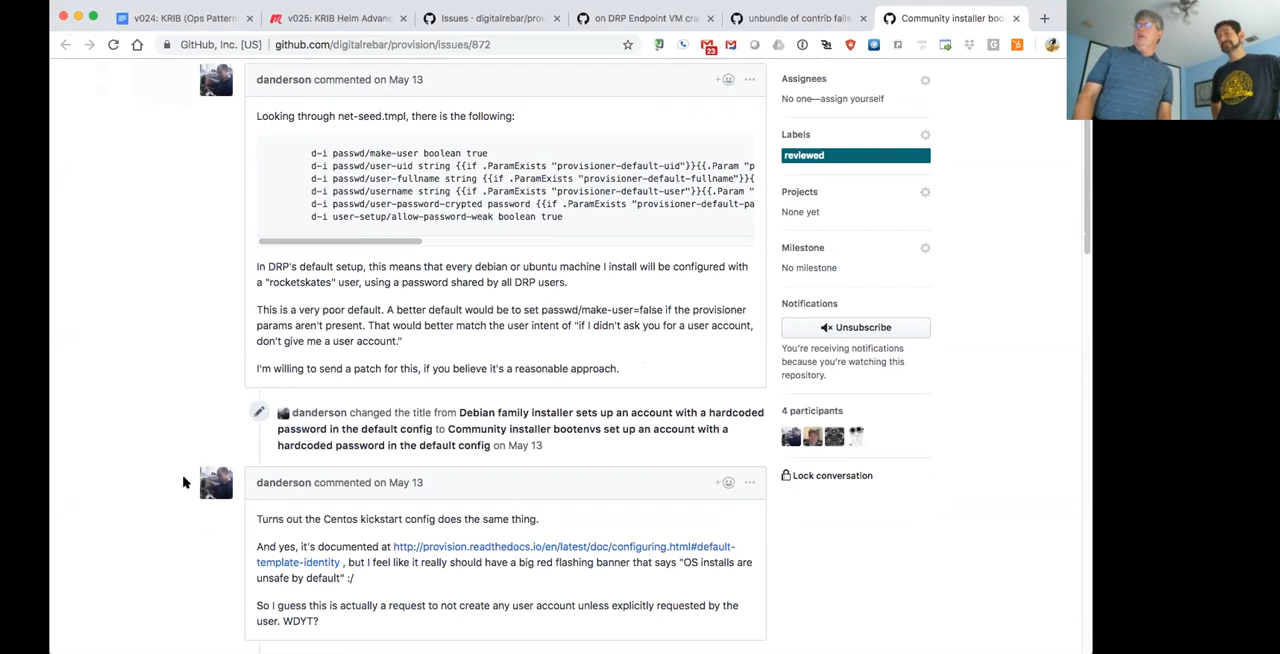 v024: KRIB (Ops Pattern
v025: KRIB Helm Advan
Issues · digitalrebar/pro
on DRP Endpoint VM cra
unbundle of contrib fails
Community installer boo
GitHub, Inc. [US]
github.com/digitalrebar/provision/issues/872
23
danderson commented on May 13
Looking through net-seed.tmpl, there is the following:
d-i passwd/make-user boolean true
d-i passwd/user-uid string {{if .ParamExists "provisioner-default-uid"}}{{.Param "p
d-i passwd/user-fullname string {{if .ParamExists "provisioner-default-fullname"}}{
d-i passwd/username string {{if .ParamExists "provisioner-default-user"}}{{.Param "
d-i passwd/user-password-crypted password {{if .ParamExists "provisioner-default-pa
d-i user-setup/allow-password-weak boolean true
In DRP's default setup, this means that every debian or ubuntu machine I install will be configured with
a "rocketskates" user, using a password shared by all DRP users.
This is a very poor default. A better default would be to set passwd/make-user=false if the provisioner
params aren't present. That would better match the user intent of "if I didn't ask you for a user account,
don't give me a user account."
I'm willing to send a patch for this, if you believe it's a reasonable approach.
danderson changed the title from Debian family installer sets up an account with a hardcoded
password in the default config to Community installer bootenvs set up an account with a
hardcoded password in the default config on May 13
danderson commented on May 13
Turns out the Centos kickstart config does the same thing.
And yes, it's documented at http://provision.readthedocs.io/en/latest/doc/configuring.html#default-
template-identity , but I feel like it really should have a big red flashing banner that says "OS installs are
unsafe by default" :/
So I guess this is actually a request to not create any user account unless explicitly requested by the
user. WDYT?
Assignees
No one—assign yourself
Labels
reviewed
Projects
None yet
Milestone
No milestone
Notifications
Unsubscribe
You're receiving notifications
because you're watching this
repository.
4 participants
Lock conversation